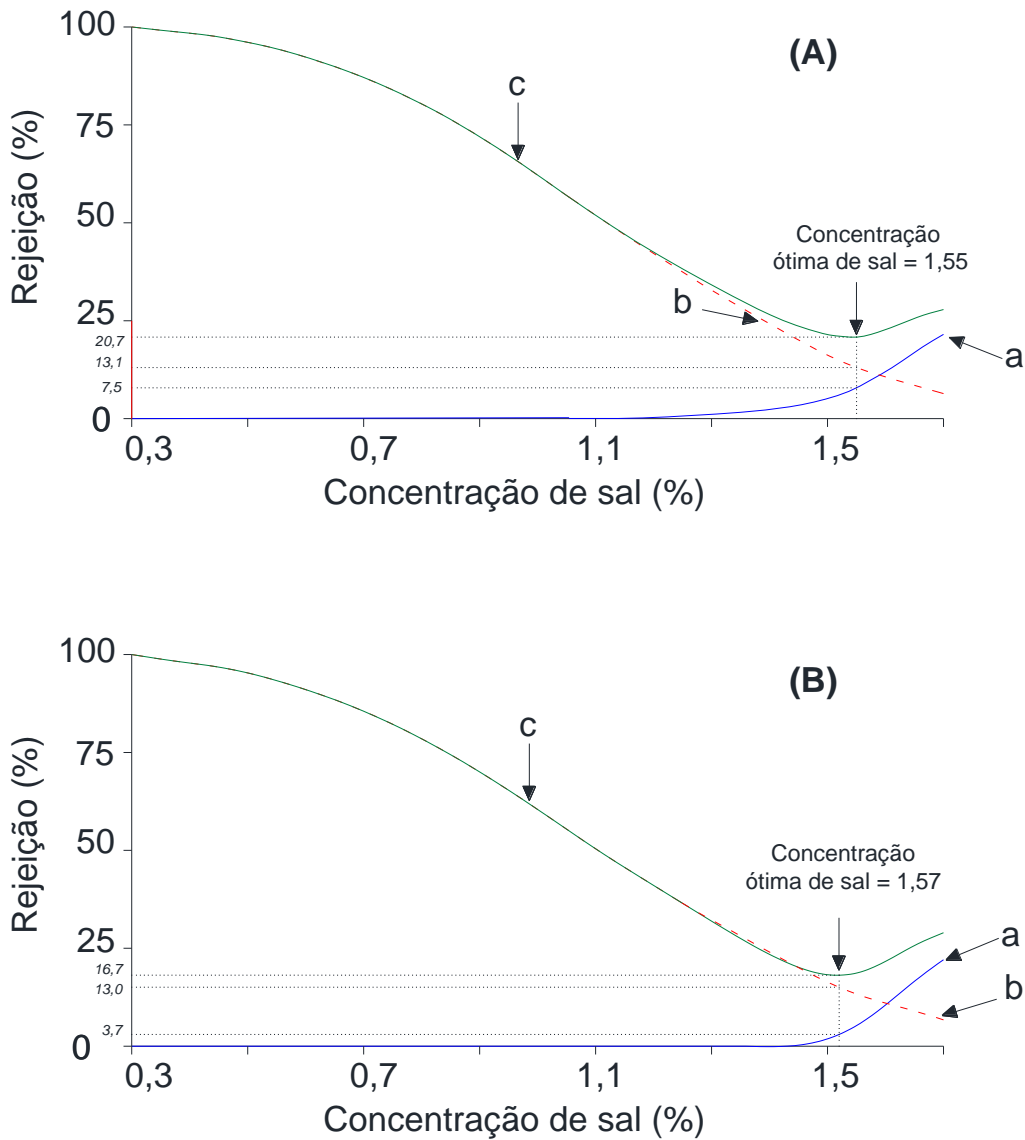 100
(A)
c
75
Rejeição (%)
50
Concentração
ótima de sal = 1,55
b
25
20,7
a
13,1
7,5
0
0,3
0,7
1,1
1,5
Concentração de sal (%)
100
(B)
c
75
Rejeição (%)
50
Concentração
ótima de sal = 1,57
25
a
16,7
13,0
b
3,7
0
0,3
0,7
1,1
1,5
Concentração de sal (%)